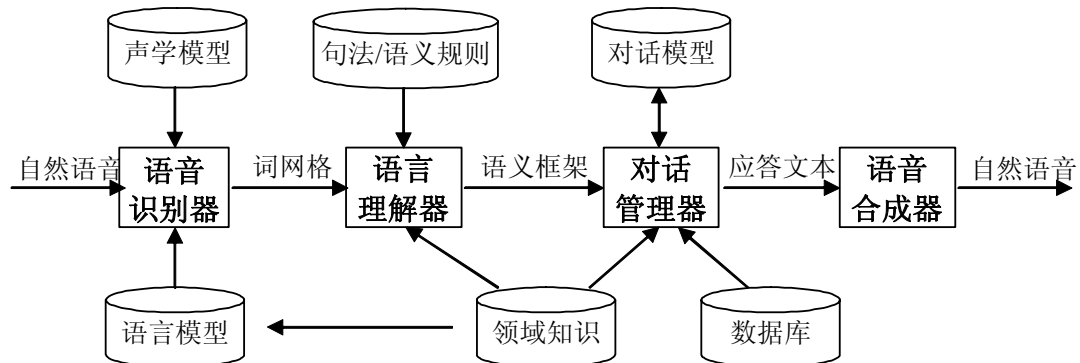 声学模型
句法/语义规则
对话模型
自然语音
语音
识别器
词网格
语言
理解器
语义框架
对话
管理器
应答文本
语音
合成器
自然语音
语言模型
领域知识
数据库